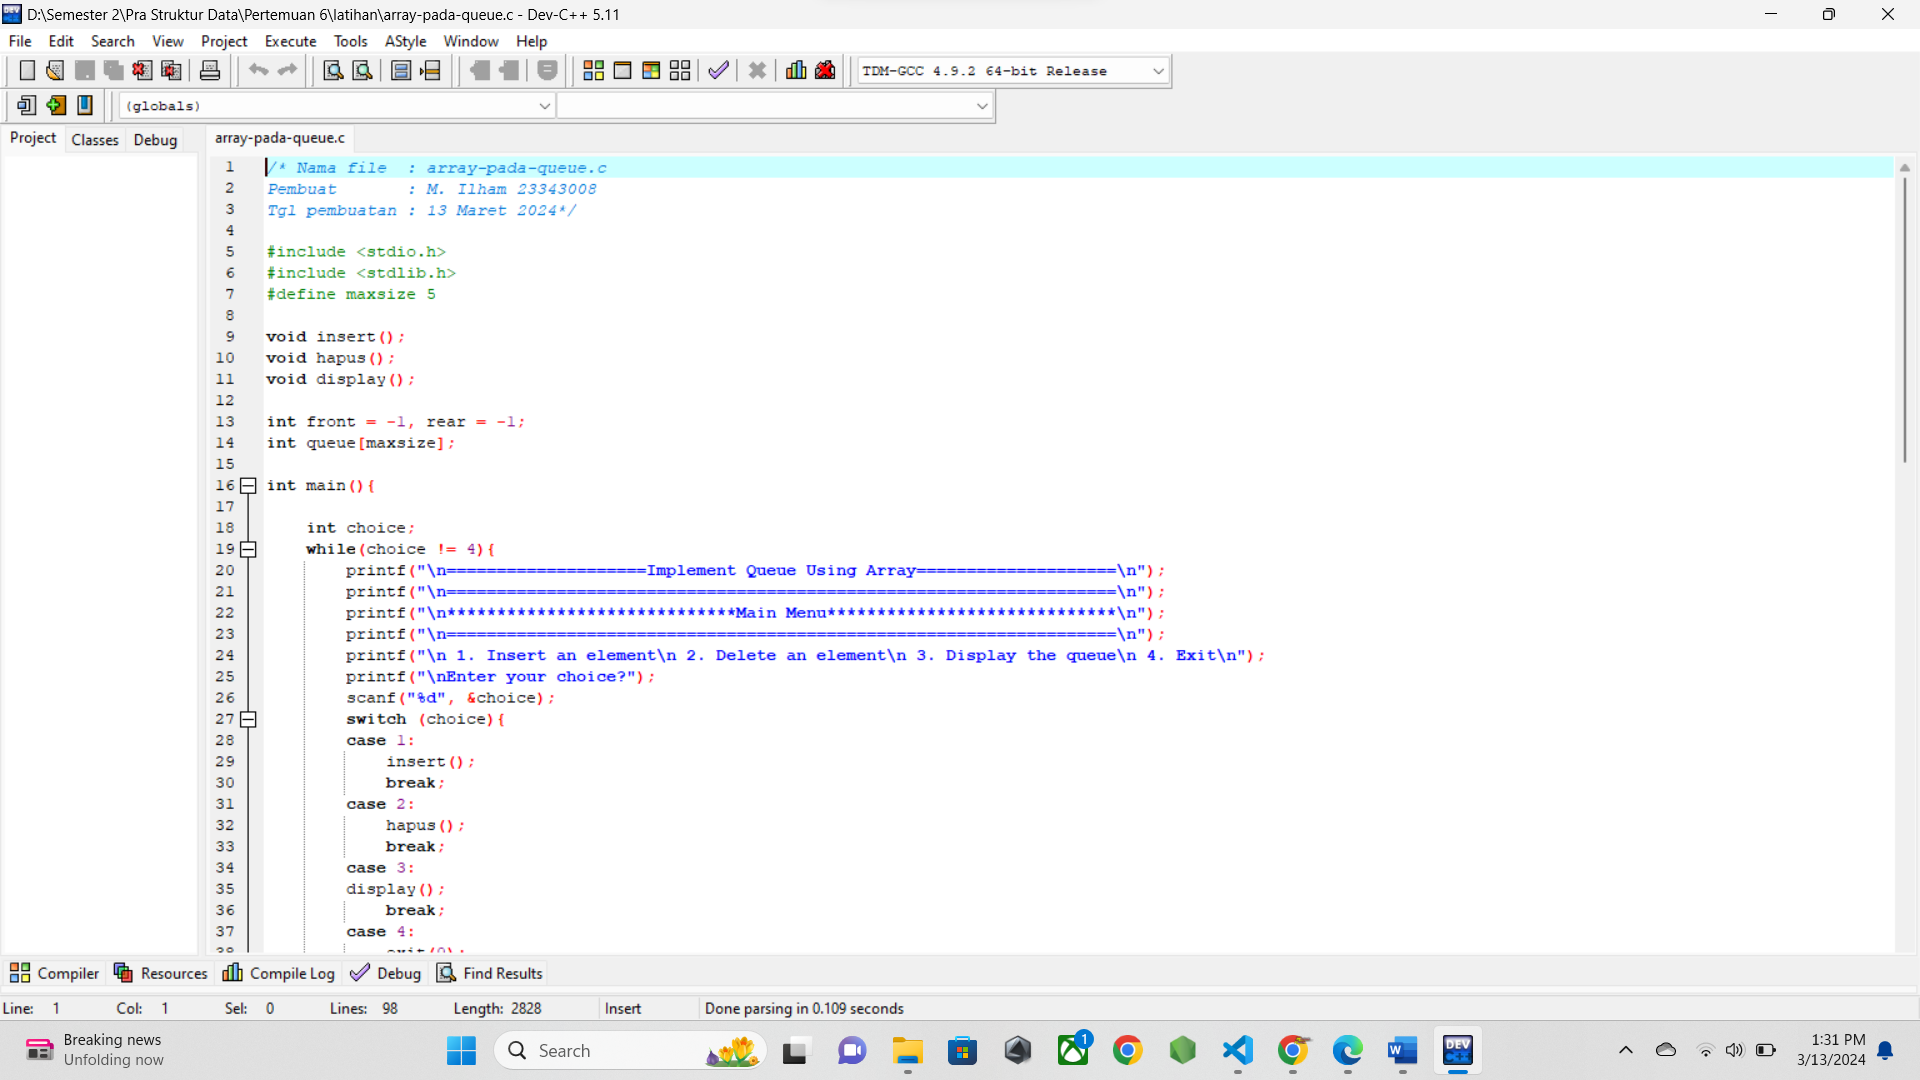 D:\Semester 2\Pra Struktur Data\Pertemuan 6\latihan\array-pada-queue.c - Dev-C++ 5.11
File Edit Search View Project Execute Tools AStyle Window Help
TDM-GCC 4.9.2 64-bit Release
(globals)
Project Classes Debug array-pada-queue.c
1 /* Nama file  : array-pada-queue.c
2 Pembuat       : M. Ilham 23343008
3 Tgl pembuatan : 13 Maret 2024*/
4
5 #include <stdio.h>
6 #include <stdlib.h>
7 #define maxsize 5
8
9 void insert();
10 void hapus();
11 void display();
12
13 int front = -1, rear = -1;
14 int queue[maxsize];
15
16 int main(){
17
18     int choice;
19     while(choice != 4){
20         printf("\n====================Implement Queue Using Array====================\n");
21         printf("\n===================================================================\n");
22         printf("\n*****************************Main Menu*****************************\n");
23         printf("\n===================================================================\n");
24         printf("\n 1. Insert an element\n 2. Delete an element\n 3. Display the queue\n 4. Exit\n");
25         printf("\nEnter your choice?");
26         scanf("%d", &choice);
27         switch (choice){
28         case 1:
29             insert();
30             break;
31         case 2:
32             hapus();
33             break;
34         case 3:
35         display();
36             break;
37         case 4:
38             exit(0);
Compiler Resources Compile Log Debug Find Results
Line: 1 Col: 1 Sel: 0 Lines: 98 Length: 2828 Insert Done parsing in 0.109 seconds
Breaking news
Unfolding now
Search
1
DEV
C++
1:31 PM
3/13/2024